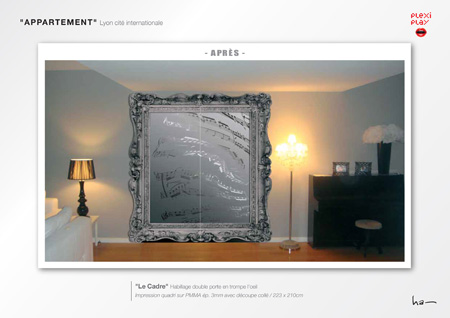 "APPARTEMENT" Lyon cité internationale
PLEXI
PLAY
- APRÈS -
"Le Cadre" Habillage double porte en trompe l'oeil
Impression quadri sur PMMA ép. 3mm avec découpe collé / 223 x 210cm
ha